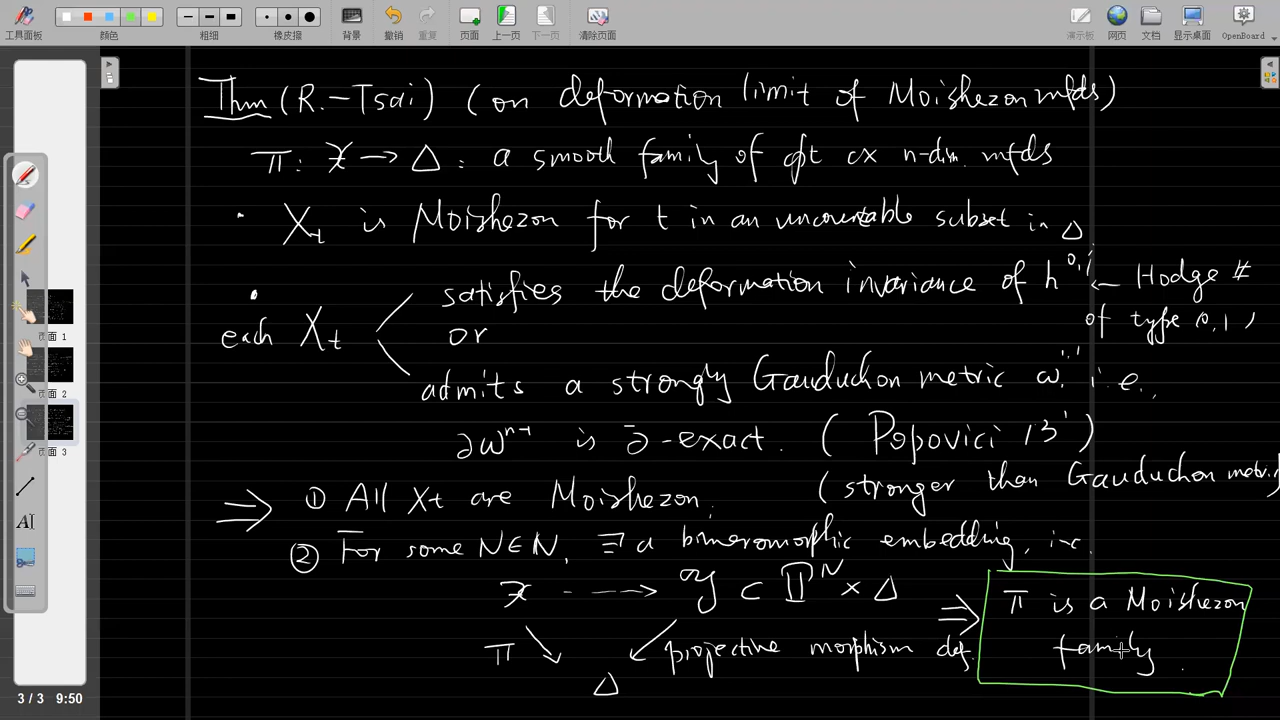 工具面板 颜色 粗细 橡皮擦 背景 撤销 重复 页面 上一页 下一页 清除页面 演示板 网页 文档 显示桌面 OpenBoard
Thm (R.-Tsai) (on deformation limit of Moishezon mfds)
π: 𝒳 → Δ: a smooth family of cpt cx n-dim. mfds
· X_t is Moishezon for t in an uncountable subset in Δ
· each X_t
satisfies the deformation invariance of h^{0,1} ← Hodge #
of type (0,1)
or
admits a strongly Gauduchon metric ω^{1,1} i.e.,
∂ω^{n-1} is ∂̄-exact. (Popovici 13')
(stronger than Gauduchon metric)
⇒ ① All X_t are Moishezon.
② For some N∈ℕ, ∃ a bimeromorphic embedding, i.e.
𝒳 ---→ 𝒴 ⊂ ℙ^N × Δ
π ↘ ↙ projective morphism
Δ
def. ⇒ π is a Moishezon
family.
页面 1
页面 2
页面 3
3 / 3 9:50